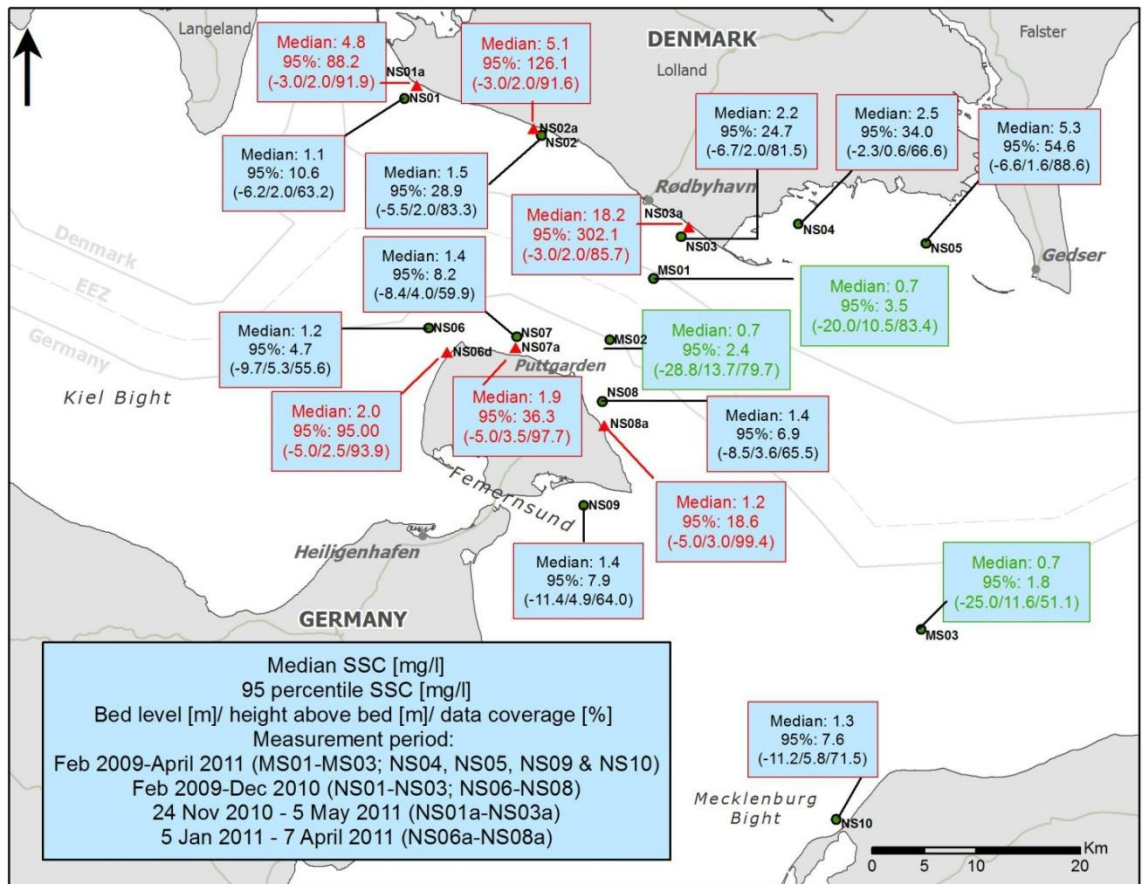 Langeland
DENMARK
Falster
Lolland
Median: 4.8
95%: 88.2
(-3.0/2.0/91.9)
Median: 5.1
95%: 126.1
(-3.0/2.0/91.6)
NS01a
NS01
NS02a
NS02
Median: 2.2
95%: 24.7
(-6.7/2.0/81.5)
Median: 2.5
95%: 34.0
(-2.3/0.6/66.6)
Median: 5.3
95%: 54.6
(-6.6/1.6/88.6)
Median: 1.1
95%: 10.6
(-6.2/2.0/63.2)
Median: 1.5
95%: 28.9
(-5.5/2.0/83.3)
Rødbyhavn
Median: 18.2
95%: 302.1
(-3.0/2.0/85.7)
NS03a
NS03
NS04
NS05
Gedser
Denmark
EEZ
Germany
Median: 1.4
95%: 8.2
(-8.4/4.0/59.9)
MS01
Median: 0.7
95%: 3.5
(-20.0/10.5/83.4)
Median: 1.2
95%: 4.7
(-9.7/5.3/55.6)
NS06
NS07
NS07a
NS06d
Puttgarden
MS02
Median: 0.7
95%: 2.4
(-28.8/13.7/79.7)
Kiel Bight
Median: 2.0
95%: 95.00
(-5.0/2.5/93.9)
Median: 1.9
95%: 36.3
(-5.0/3.5/97.7)
NS08
NS08a
Median: 1.4
95%: 6.9
(-8.5/3.6/65.5)
Femernsund
NS09
Median: 1.2
95%: 18.6
(-5.0/3.0/99.4)
Heiligenhafen
Median: 1.4
95%: 7.9
(-11.4/4.9/64.0)
Median: 0.7
95%: 1.8
(-25.0/11.6/51.1)
MS03
GERMANY
Median SSC [mg/l]
95 percentile SSC [mg/l]
Bed level [m]/ height above bed [m]/ data coverage [%]
Measurement period:
Feb 2009-April 2011 (MS01-MS03; NS04, NS05, NS09 & NS10)
Feb 2009-Dec 2010 (NS01-NS03; NS06-NS08)
24 Nov 2010 - 5 May 2011 (NS01a-NS03a)
5 Jan 2011 - 7 April 2011 (NS06a-NS08a)
Median: 1.3
95%: 7.6
(-11.2/5.8/71.5)
Mecklenburg
Bight
NS10
Km
0 5 10 20